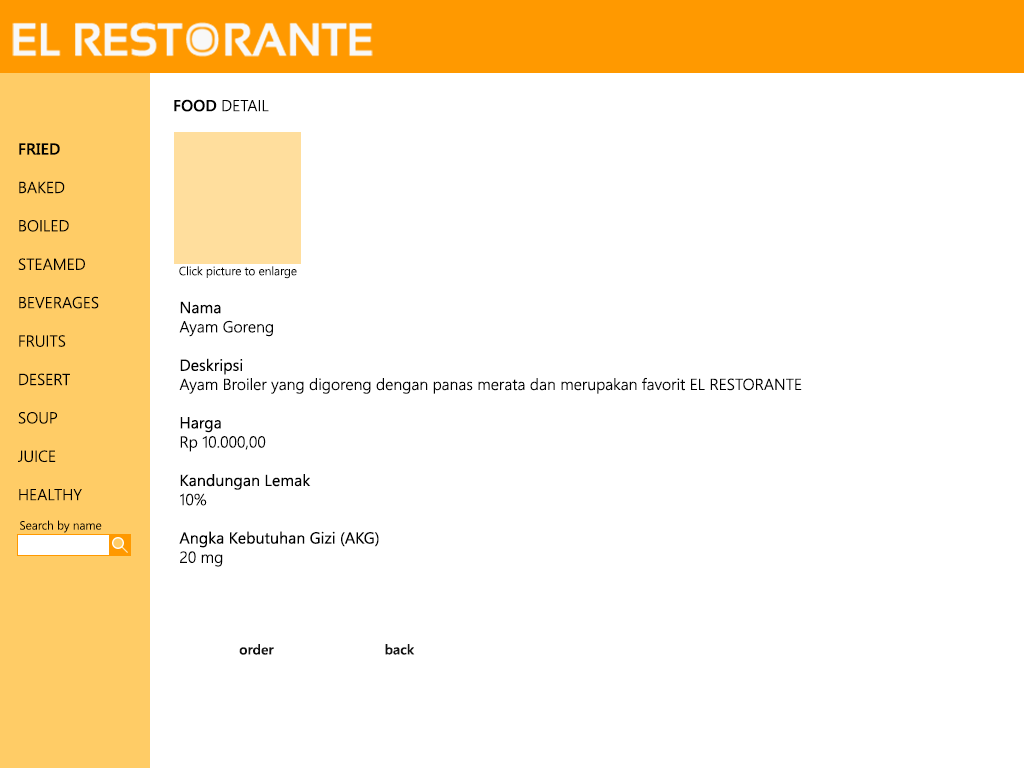 EL RESTORANTE
FOOD DETAIL
FRIED
BAKED
BOILED
STEAMED
BEVERAGES
FRUITS
DESERT
SOUP
JUICE
HEALTHY
Search by name
Click picture to enlarge
Nama
Ayam Goreng
Deskripsi
Ayam Broiler yang digoreng dengan panas merata dan merupakan favorit EL RESTORANTE
Harga
Rp 10.000,00
Kandungan Lemak
10%
Angka Kebutuhan Gizi (AKG)
20 mg
order
back